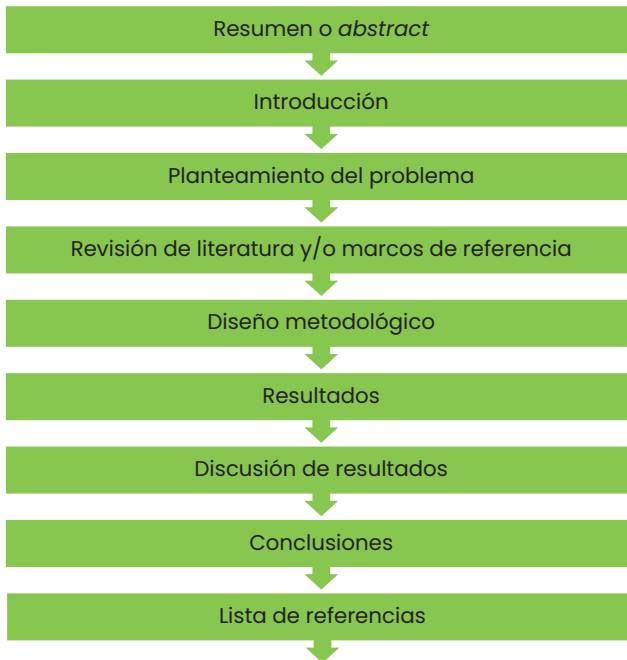 Resumen o abstract
Introducción
Planteamiento del problema
Revisión de literatura y/o marcos de referencia
Diseño metodológico
Resultados
Discusión de resultados
Conclusiones
Lista de referencias